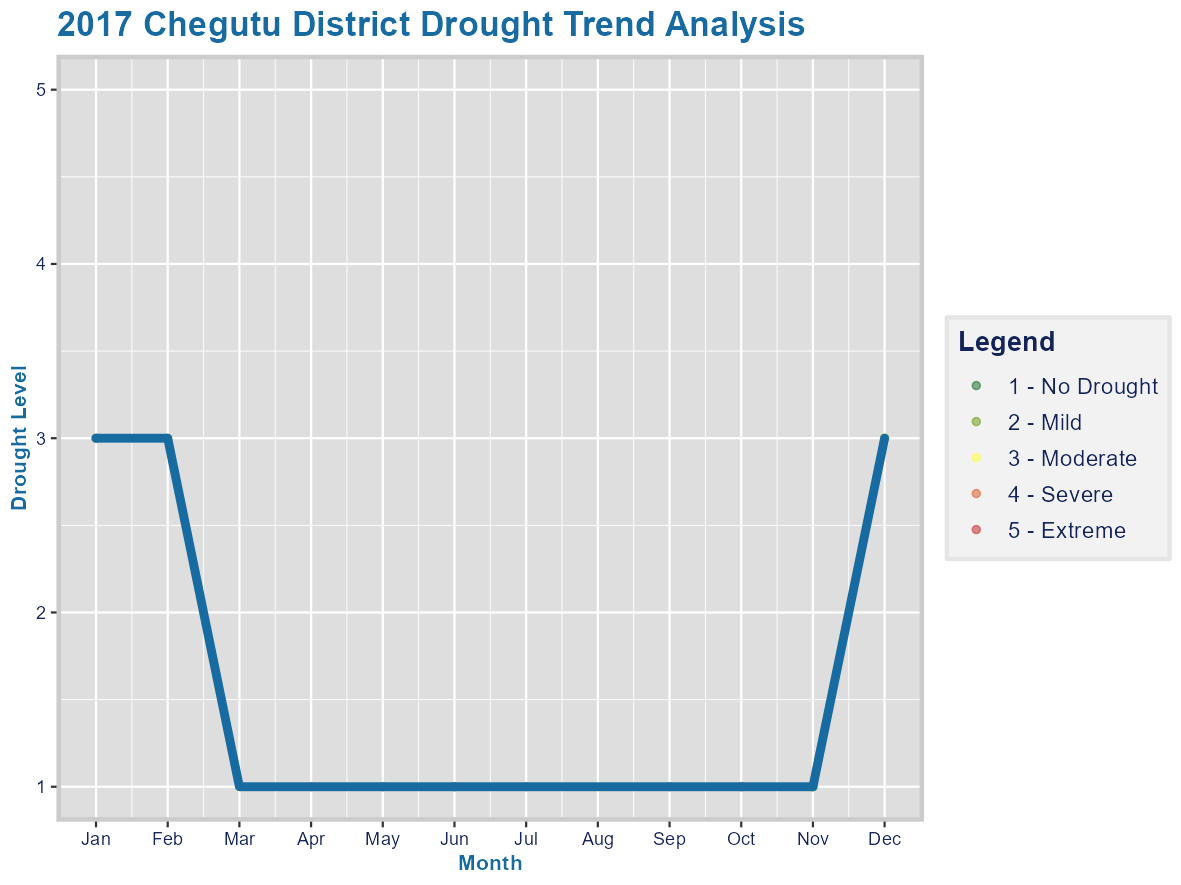 2017 Chegutu District Drought Trend Analysis
5
4
3
2
1
Drought Level
Jan Feb Mar Apr May Jun Jul Aug Sep Oct Nov Dec
Month
Legend
1 - No Drought
2 - Mild
3 - Moderate
4 - Severe
5 - Extreme